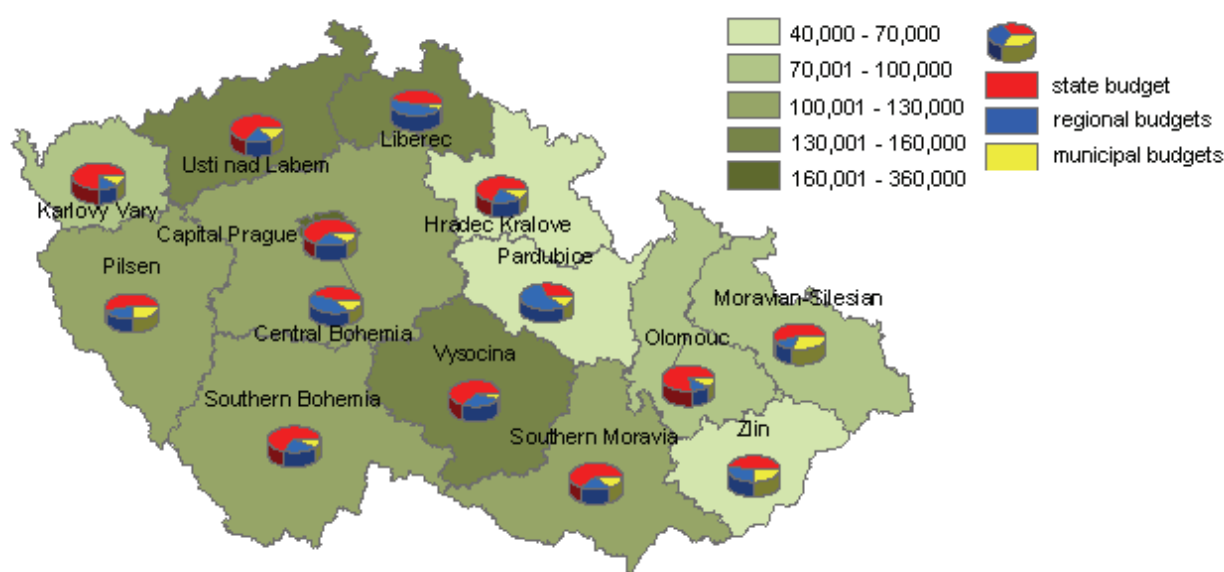 40,000 - 70,000
70,001 - 100,000
100,001 - 130,000
130,001 - 160,000
160,001 - 360,000
state budget
regional budgets
municipal budgets
Liberec
Usti nad Labem
Karlovy Vary
Hradec Kralove
Capital Prague
Pardubice
Pilsen
Moravian-Silesian
Central Bohemia
Olomouc
Vysocina
Southern Bohemia
Zlin
Southern Moravia